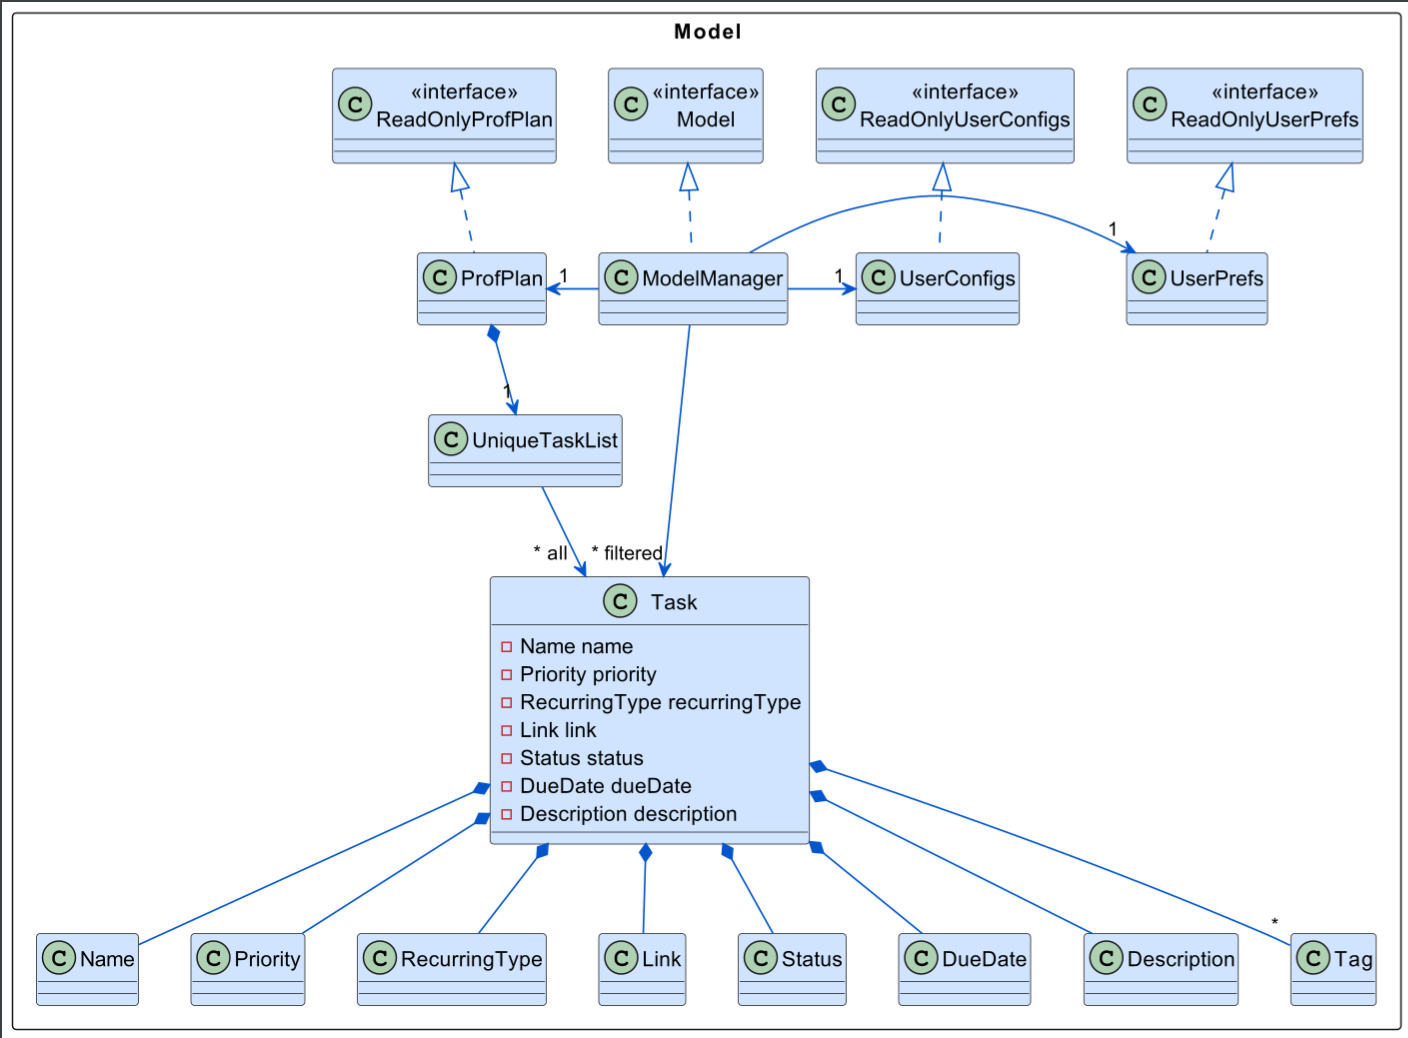 Model
C
«interface»
ReadOnlyProfPlan
C
«interface»
Model
C
«interface»
ReadOnlyUserConfigs
C
«interface»
ReadOnlyUserPrefs
1
C ProfPlan
1
C ModelManager
1
C UserConfigs
C UserPrefs
1
C UniqueTaskList
* all
* filtered
C Task
Name name
Priority priority
RecurringType recurringType
Link link
Status status
DueDate dueDate
Description description
*
C Name
C Priority
C RecurringType
C Link
C Status
C DueDate
C Description
C Tag